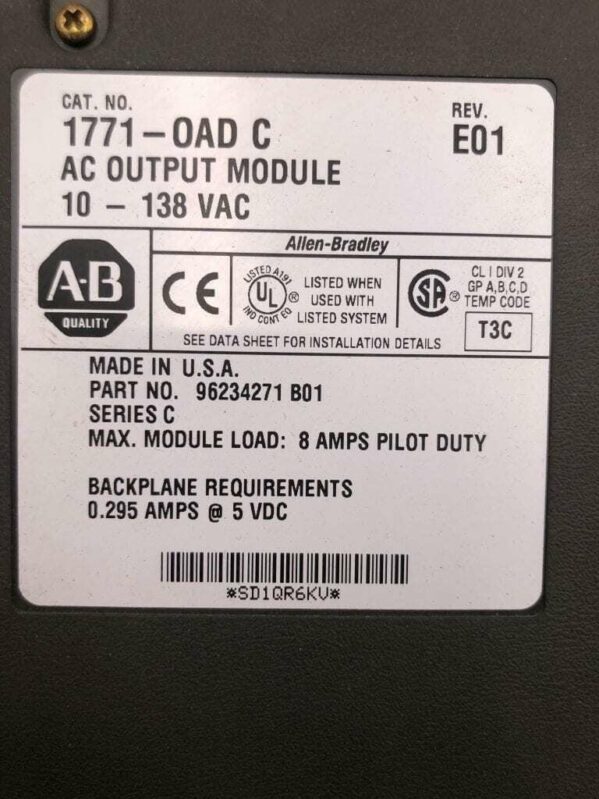 CAT. NO.
1771-OAD C
REV.
E01
AC OUTPUT MODULE
10 - 138 VAC
Allen-Bradley
A·B
QUALITY
CE
LISTED A191
UL ®
IND CONT EQ
LISTED WHEN
USED WITH
LISTED SYSTEM
SA ®
CL I DIV 2
GP A,B,C,D
TEMP CODE
T3C
SEE DATA SHEET FOR INSTALLATION DETAILS
MADE IN U.S.A.
PART NO. 96234271 B01
SERIES C
MAX. MODULE LOAD: 8 AMPS PILOT DUTY
BACKPLANE REQUIREMENTS
0.295 AMPS @ 5 VDC
*SD1QR6KV*